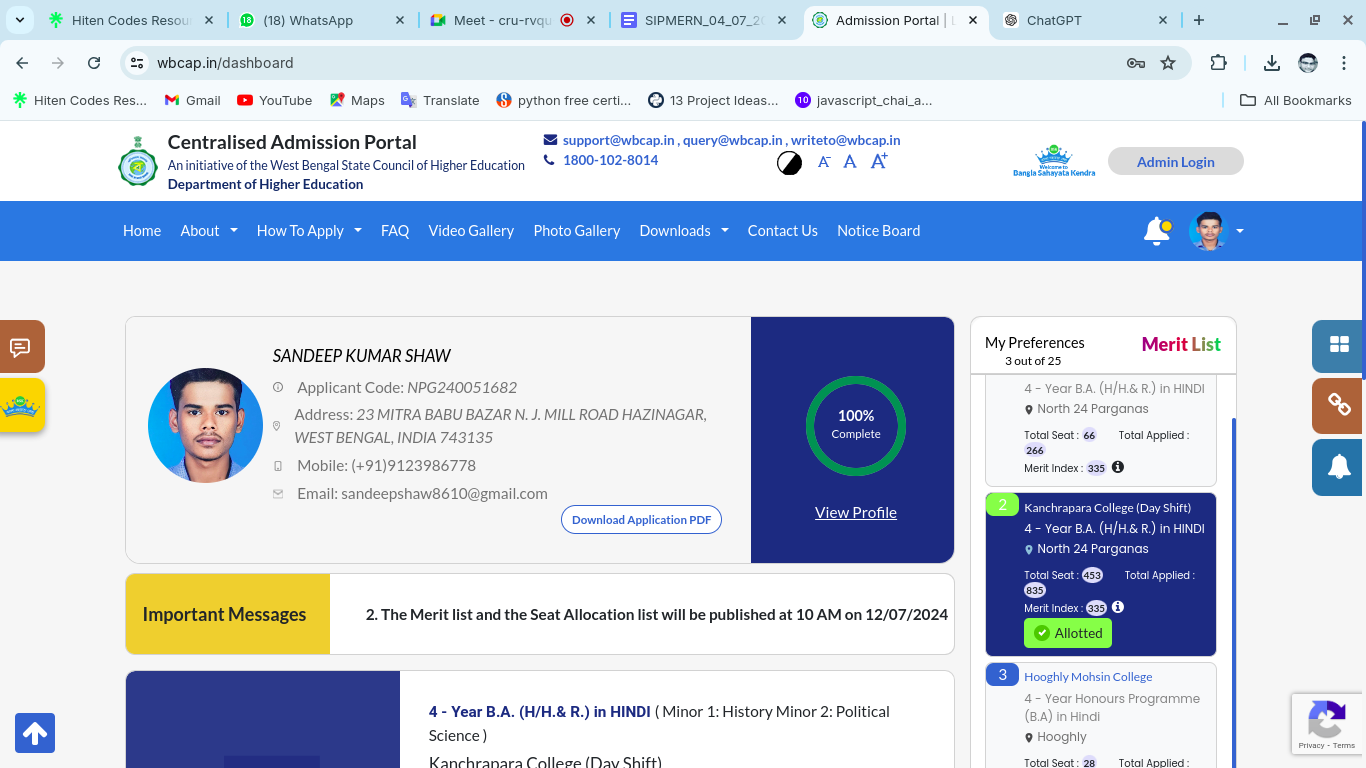 Hiten Codes Resou
(18) WhatsApp
Meet - cru-rvqu
SIPMERN_04_07_20
Admission Portal | L
ChatGPT
wbcap.in/dashboard
Hiten Codes Res...
Gmail
YouTube
Maps
Translate
python free certi...
13 Project Ideas...
10
javascript_chai_a...
All Bookmarks
Centralised Admission Portal
An initiative of the West Bengal State Council of Higher Education
Department of Higher Education
support@wbcap.in , query@wbcap.in , writeto@wbcap.in
1800-102-8014
A-
A
A+
Welcome to
Bangla Sahayata Kendra
Admin Login
Home
About
How To Apply
FAQ
Video Gallery
Photo Gallery
Downloads
Contact Us
Notice Board
SANDEEP KUMAR SHAW
Applicant Code: NPG240051682
Address: 23 MITRA BABU BAZAR N. J. MILL ROAD HAZINAGAR,
WEST BENGAL, INDIA 743135
Mobile: (+91)9123986778
Email: sandeepshaw8610@gmail.com
Download Application PDF
100%
Complete
View Profile
Important Messages
2. The Merit list and the Seat Allocation list will be published at 10 AM on 12/07/2024
4 - Year B.A. (H/H.& R.) in HINDI ( Minor 1: History Minor 2: Political
Science )
Kanchrapara College (Day Shift)
My Preferences
3 out of 25
Merit List
4 - Year B.A. (H/H.& R.) in HINDI
North 24 Parganas
Total Seat : 66 Total Applied :
266
Merit Index : 335
2
Kanchrapara College (Day Shift)
4 - Year B.A. (H/H.& R.) in HINDI
North 24 Parganas
Total Seat : 453 Total Applied :
835
Merit Index : 335
Allotted
3
Hooghly Mohsin College
4 - Year Honours Programme
(B.A) in Hindi
Hooghly
Total Seat : 28 Total Applied :
Privacy - Terms